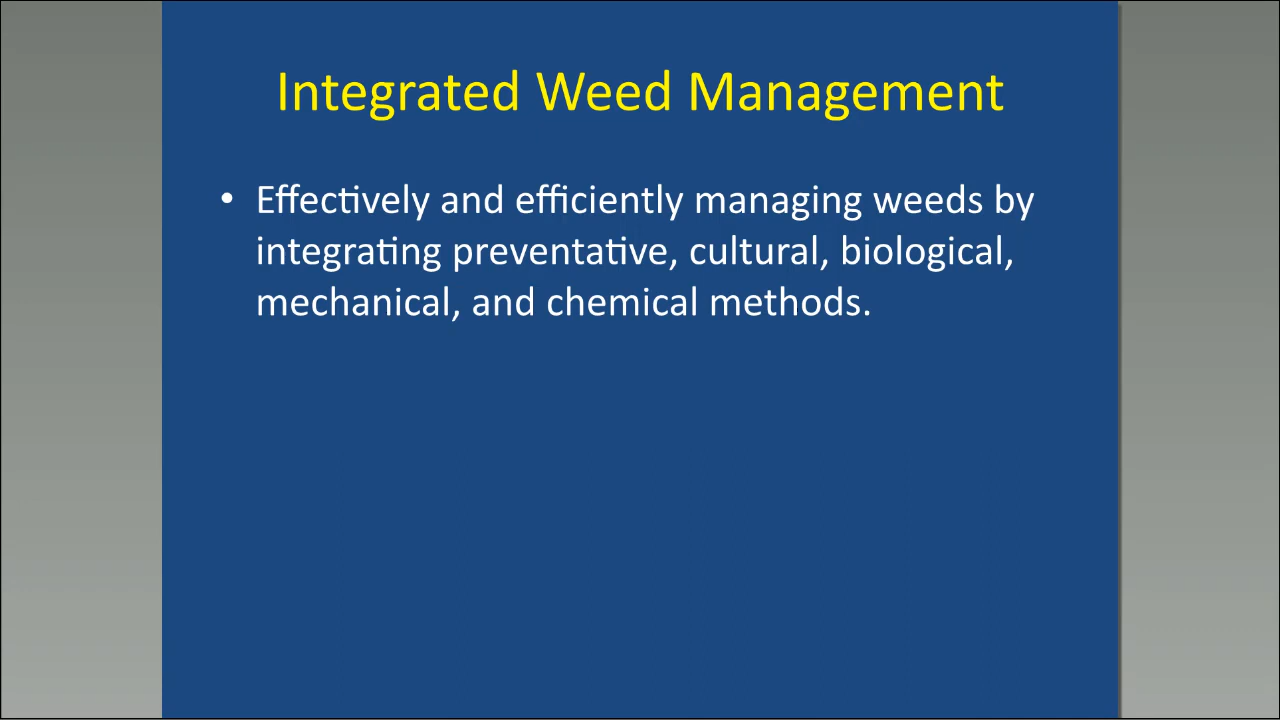 Integrated Weed Management
• Effectively and efficiently managing weeds by
integrating preventative, cultural, biological,
mechanical, and chemical methods.